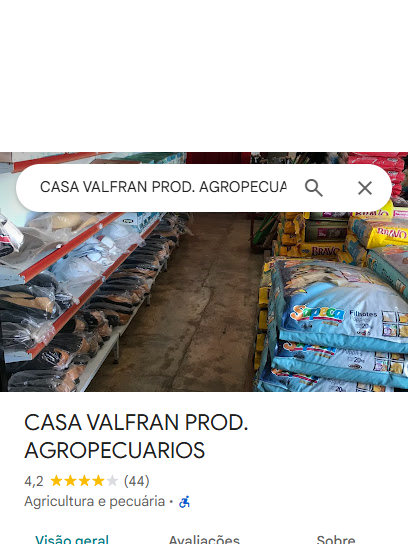 CASA VALFRAN PROD. AGROPECUA
BRAVO
BRAVO
Filhotes
CASA VALFRAN PROD.
AGROPECUARIOS
4,2 (44)
Agricultura e pecuária ·
Visão geral Avaliações Sobre